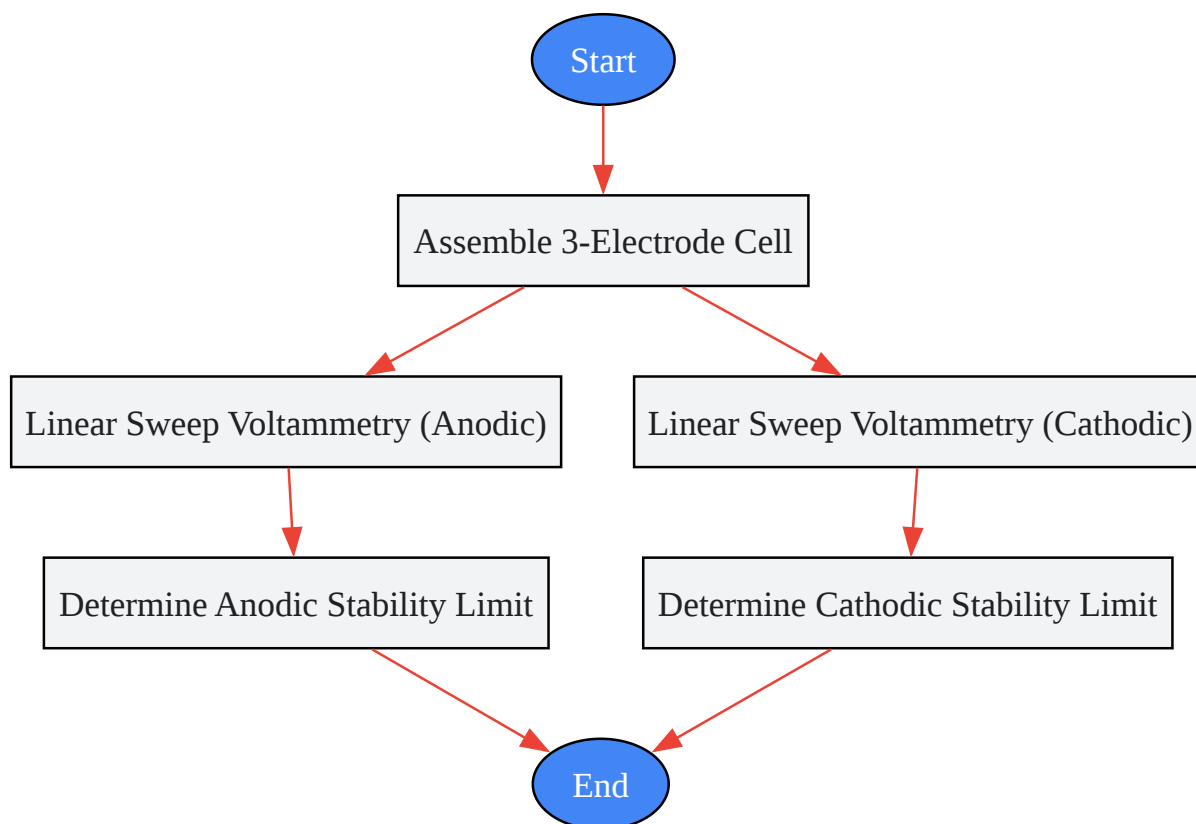 Start
Assemble 3-Electrode Cell
Linear Sweep Voltammetry (Anodic)
Linear Sweep Voltammetry (Cathodic)
Determine Anodic Stability Limit
Determine Cathodic Stability Limit
End